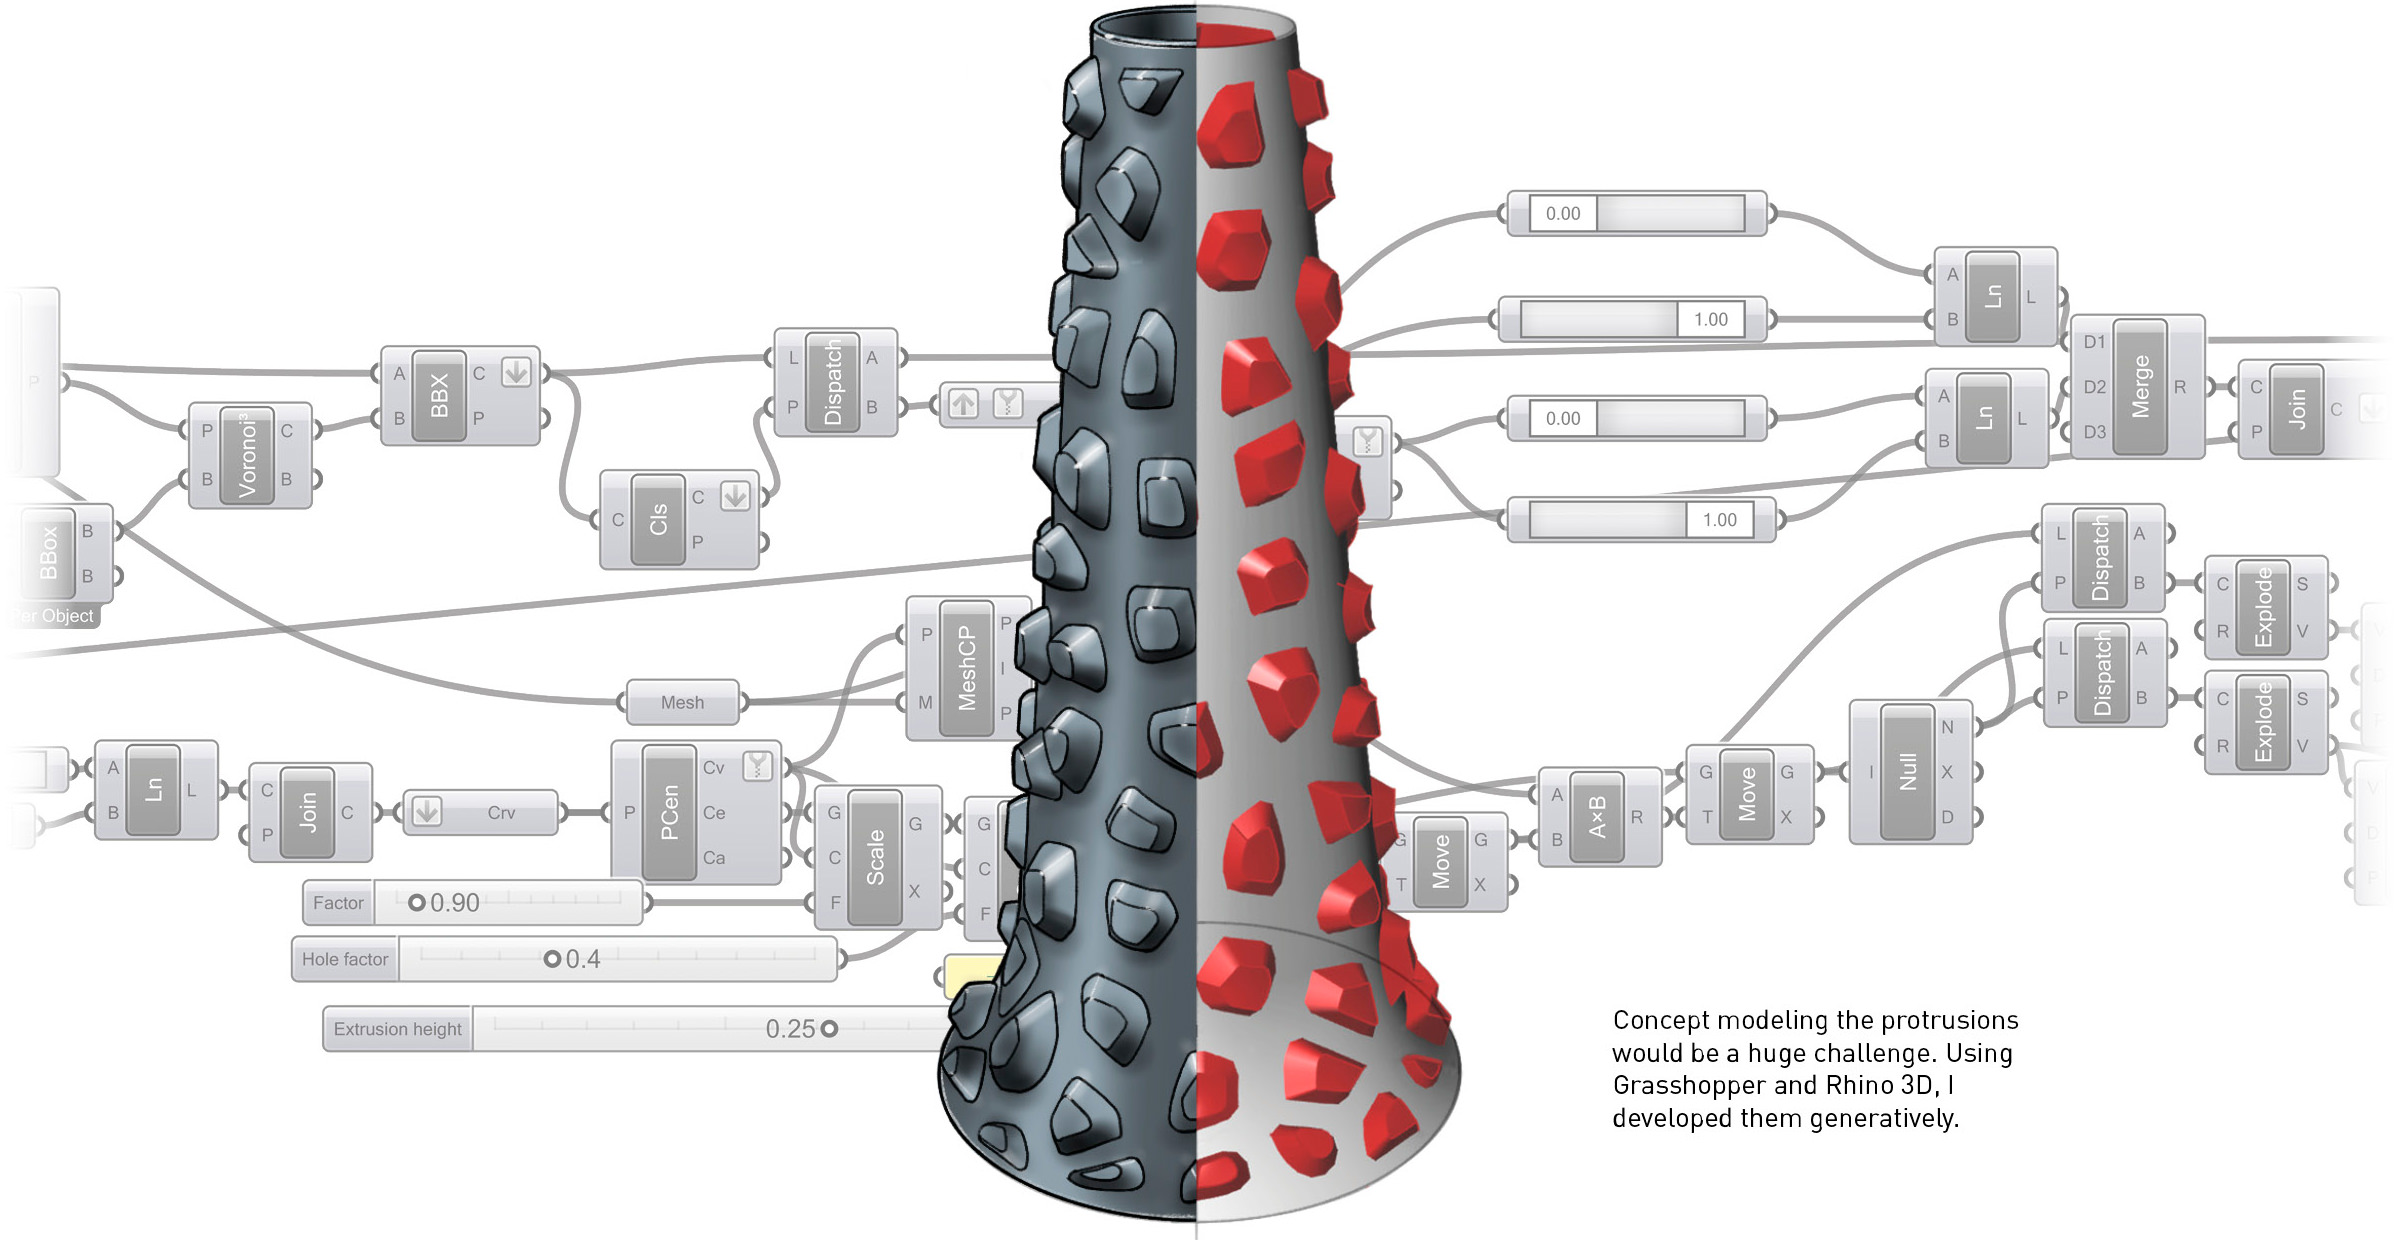 0.00
A
Ln
L
B
1.00
P
A
BBX
C
B
P
L
Dispatch
A
P
B
D1
D2
D3
Merge
R
C
Join
C
P
0.00
A
Ln
L
B
P
Voronoi³
C
B
B
C
Cls
C
P
1.00
BBox
B
B
Per Object
L
Dispatch
A
P
B
C
Explode
S
R
V
P
MeshCP
P
M
I
P
Mesh
L
Dispatch
A
P
B
C
Explode
S
R
V
A
Ln
L
B
C
Join
C
P
Crv
P
PCen
Cv
Ce
Ca
G
Scale
G
C
X
F
G
C
F
G
Move
G
T
X
A
A×B
R
B
G
Move
G
T
X
I
Null
N
X
D
Factor
0.90
Hole factor
0.4
Extrusion height
0.25
Concept modeling the protrusions
would be a huge challenge. Using
Grasshopper and Rhino 3D, I
developed them generatively.